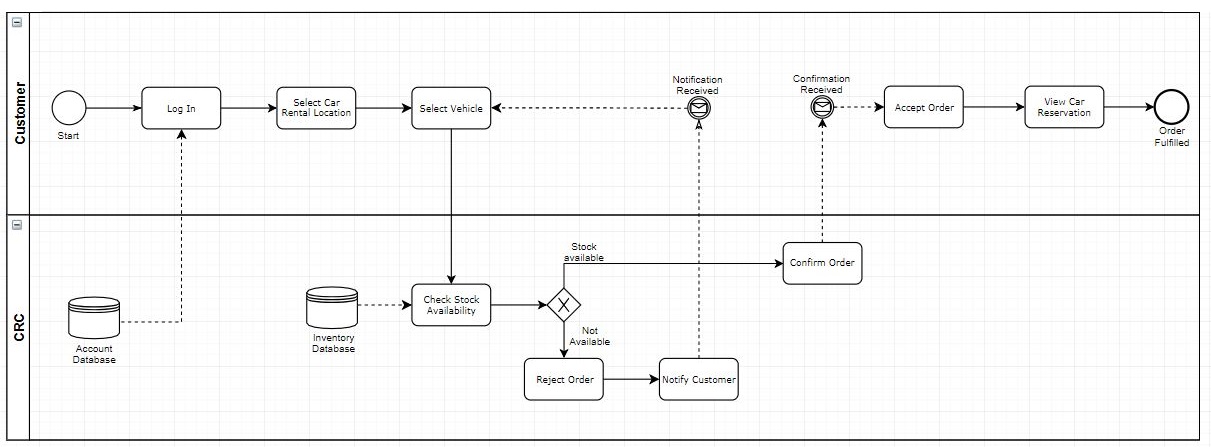 Customer
Start
Log In
Select Car
Rental Location
Select Vehicle
Notification
Received
Confirmation
Received
Accept Order
View Car
Reservation
Order
Fulfilled
CRC
Account
Database
Inventory
Database
Check Stock
Availability
X
Stock
available
Not
Available
Confirm Order
Reject Order
Notify Customer